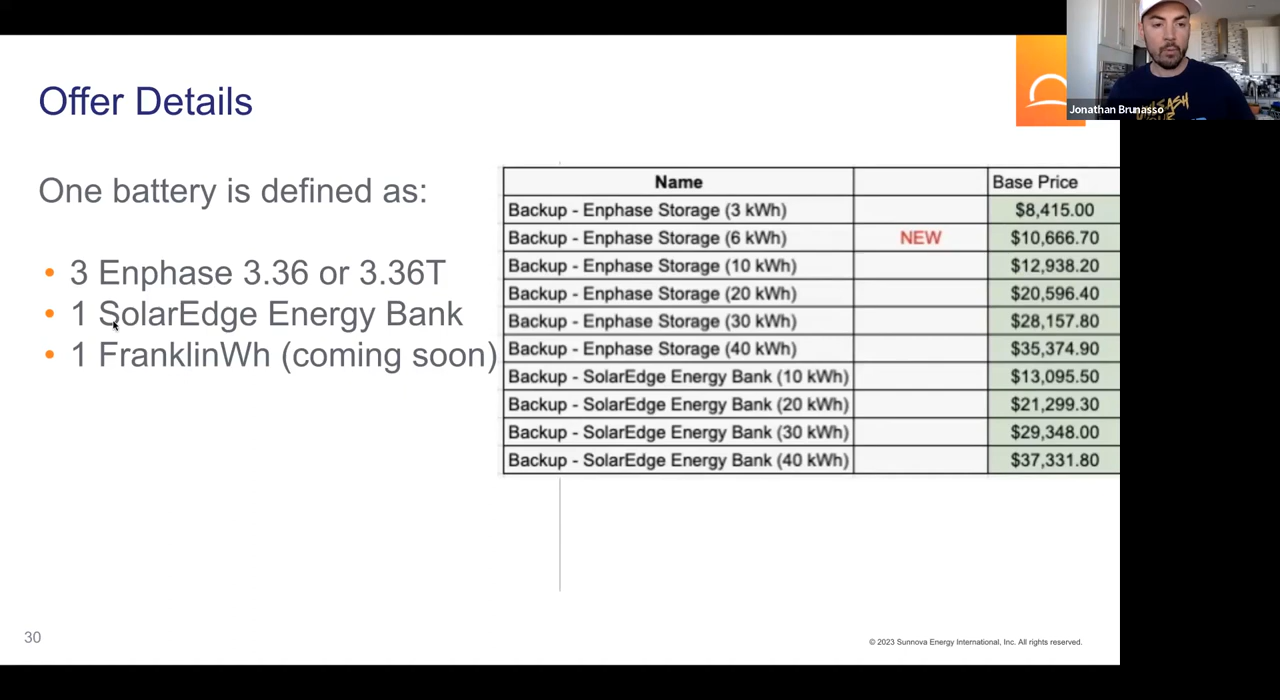 Offer Details
Jonathan Brunasso
One battery is defined as:
• 3 Enphase 3.36 or 3.36T
• 1 SolarEdge Energy Bank
• 1 FranklinWh (coming soon)
Name Base Price
Backup - Enphase Storage (3 kWh) $8,415.00
Backup - Enphase Storage (6 kWh) NEW $10,666.70
Backup - Enphase Storage (10 kWh) $12,938.20
Backup - Enphase Storage (20 kWh) $20,596.40
Backup - Enphase Storage (30 kWh) $28,157.80
Backup - Enphase Storage (40 kWh) $35,374.90
Backup - SolarEdge Energy Bank (10 kWh) $13,095.50
Backup - SolarEdge Energy Bank (20 kWh) $21,299.30
Backup - SolarEdge Energy Bank (30 kWh) $29,348.00
Backup - SolarEdge Energy Bank (40 kWh) $37,331.80
30
© 2023 Sunnova Energy International, Inc. All rights reserved.